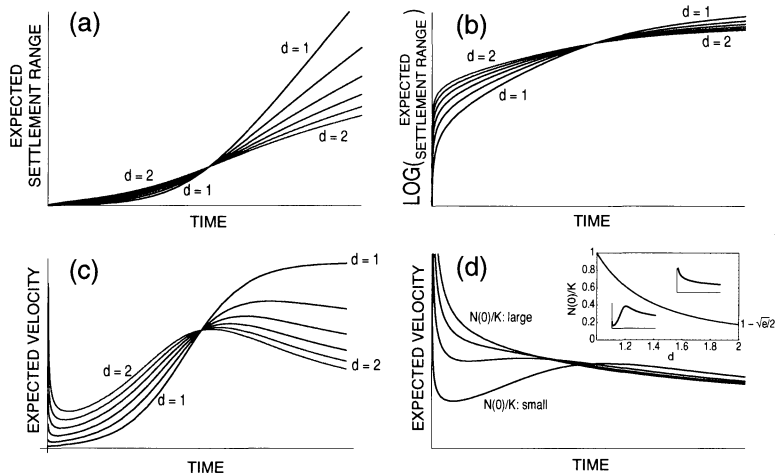 (a)
EXPECTED
SETTLEMENT RANGE
d = 1
d = 2
d = 2
d = 1
TIME
(b)
LOG(EXPECTED
SETTLEMENT RANGE)
d = 1
d = 2
d = 2
d = 1
TIME
(c)
EXPECTED VELOCITY
d = 1
d = 2
d = 2
d = 1
TIME
(d)
EXPECTED VELOCITY
N(0)/K: large
N(0)/K: small
TIME
N(0)/K
1
0.8
0.6
0.4
0.2
1.2 1.4 1.6 1.8 2
d
1 − √e/2